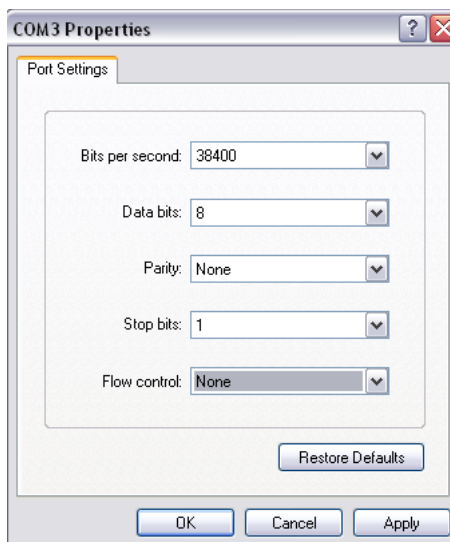 COM3 Properties
Port Settings
Bits per second: 38400
Data bits: 8
Parity: None
Stop bits: 1
Flow control: None
Restore Defaults
OK Cancel Apply